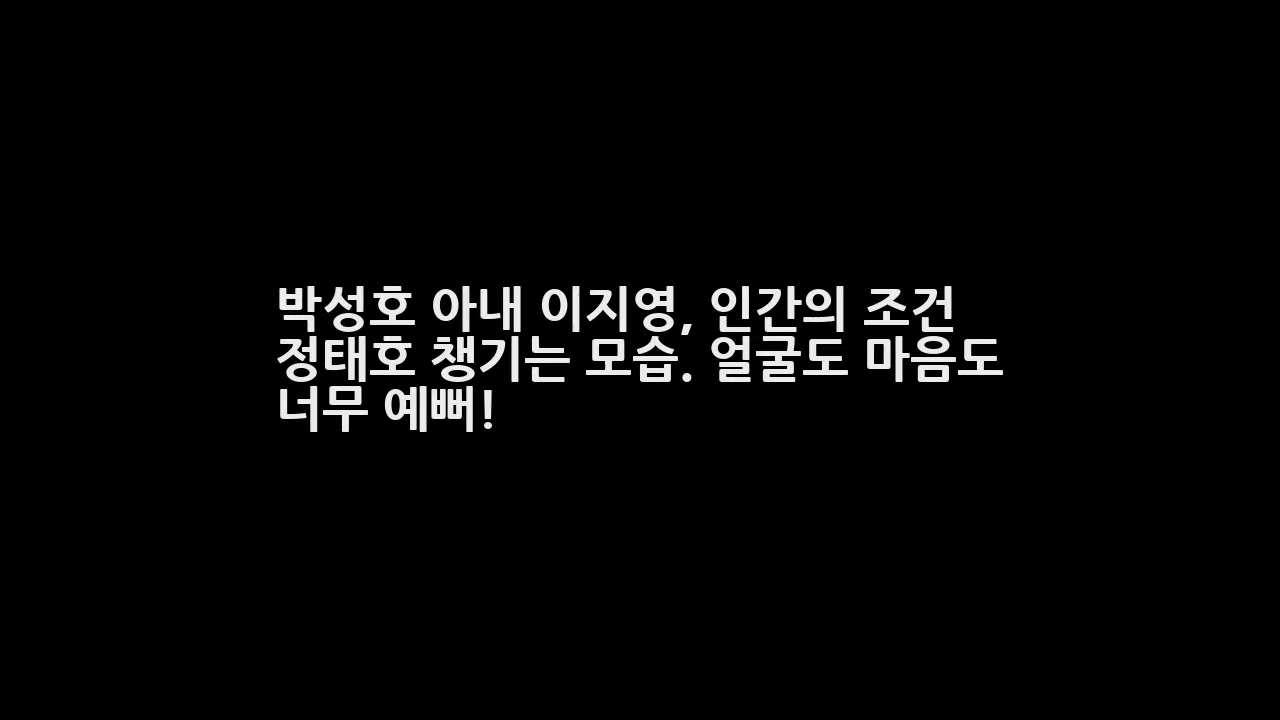 박성호 아내 이지영, 인간의 조건
정태호 챙기는 모습. 얼굴도 마음도
너무 예뻐!